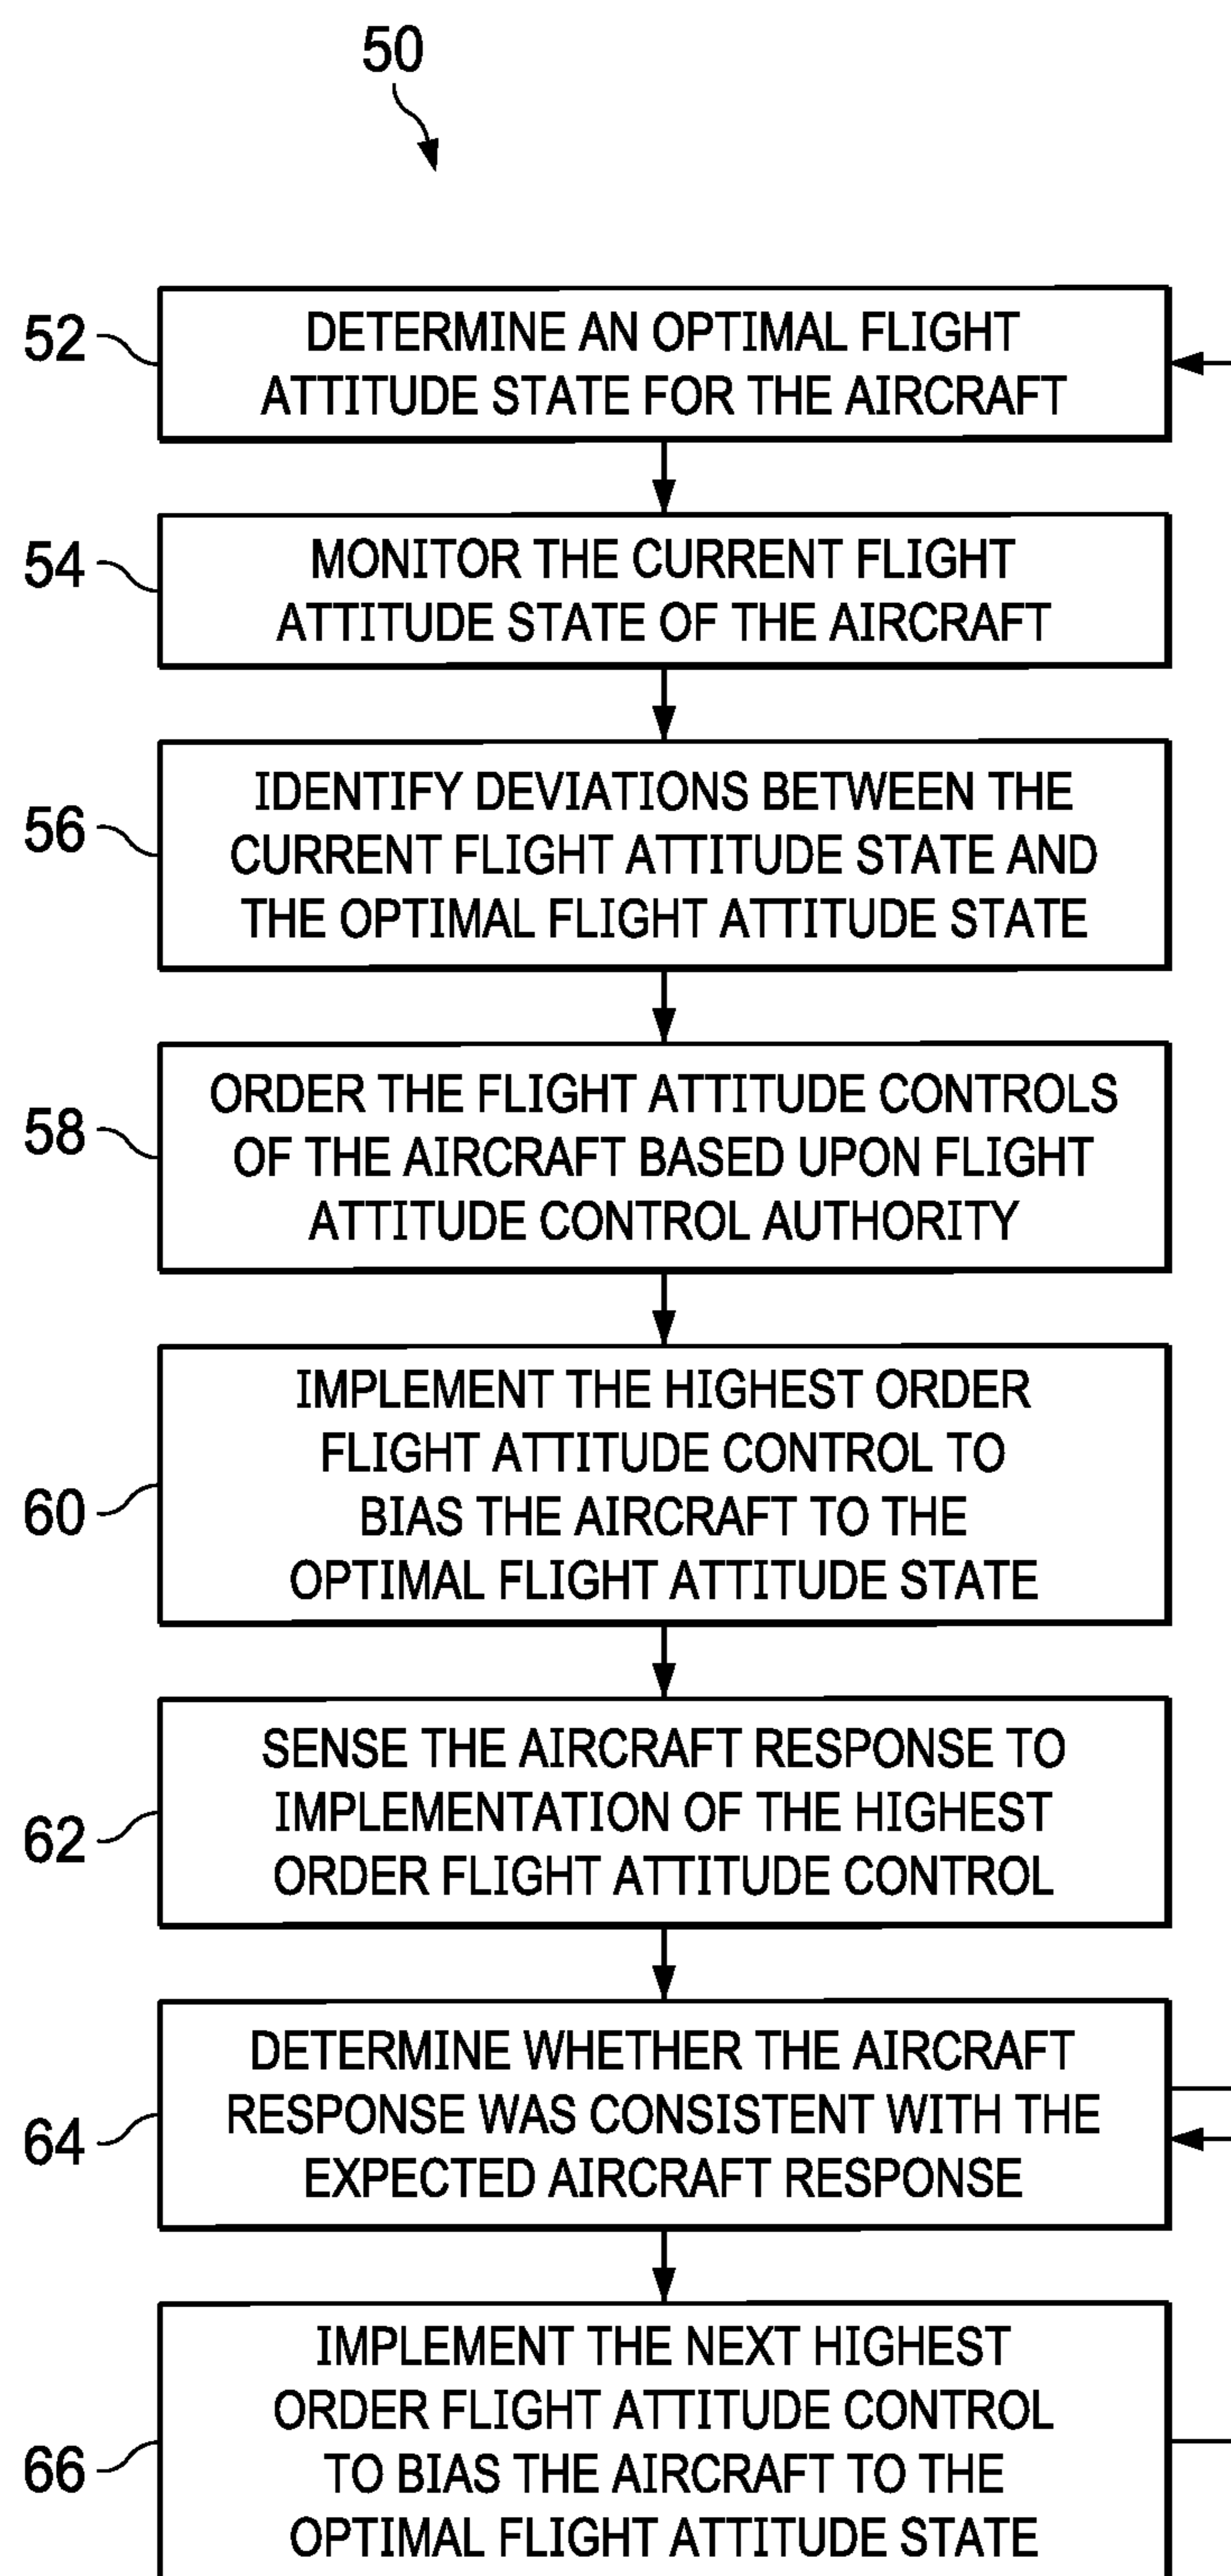 50
52
DETERMINE AN OPTIMAL FLIGHT
ATTITUDE STATE FOR THE AIRCRAFT
54
MONITOR THE CURRENT FLIGHT
ATTITUDE STATE OF THE AIRCRAFT
56
IDENTIFY DEVIATIONS BETWEEN THE
CURRENT FLIGHT ATTITUDE STATE AND
THE OPTIMAL FLIGHT ATTITUDE STATE
58
ORDER THE FLIGHT ATTITUDE CONTROLS
OF THE AIRCRAFT BASED UPON FLIGHT
ATTITUDE CONTROL AUTHORITY
60
IMPLEMENT THE HIGHEST ORDER
FLIGHT ATTITUDE CONTROL TO
BIAS THE AIRCRAFT TO THE
OPTIMAL FLIGHT ATTITUDE STATE
62
SENSE THE AIRCRAFT RESPONSE TO
IMPLEMENTATION OF THE HIGHEST
ORDER FLIGHT ATTITUDE CONTROL
64
DETERMINE WHETHER THE AIRCRAFT
RESPONSE WAS CONSISTENT WITH THE
EXPECTED AIRCRAFT RESPONSE
66
IMPLEMENT THE NEXT HIGHEST
ORDER FLIGHT ATTITUDE CONTROL
TO BIAS THE AIRCRAFT TO THE
OPTIMAL FLIGHT ATTITUDE STATE